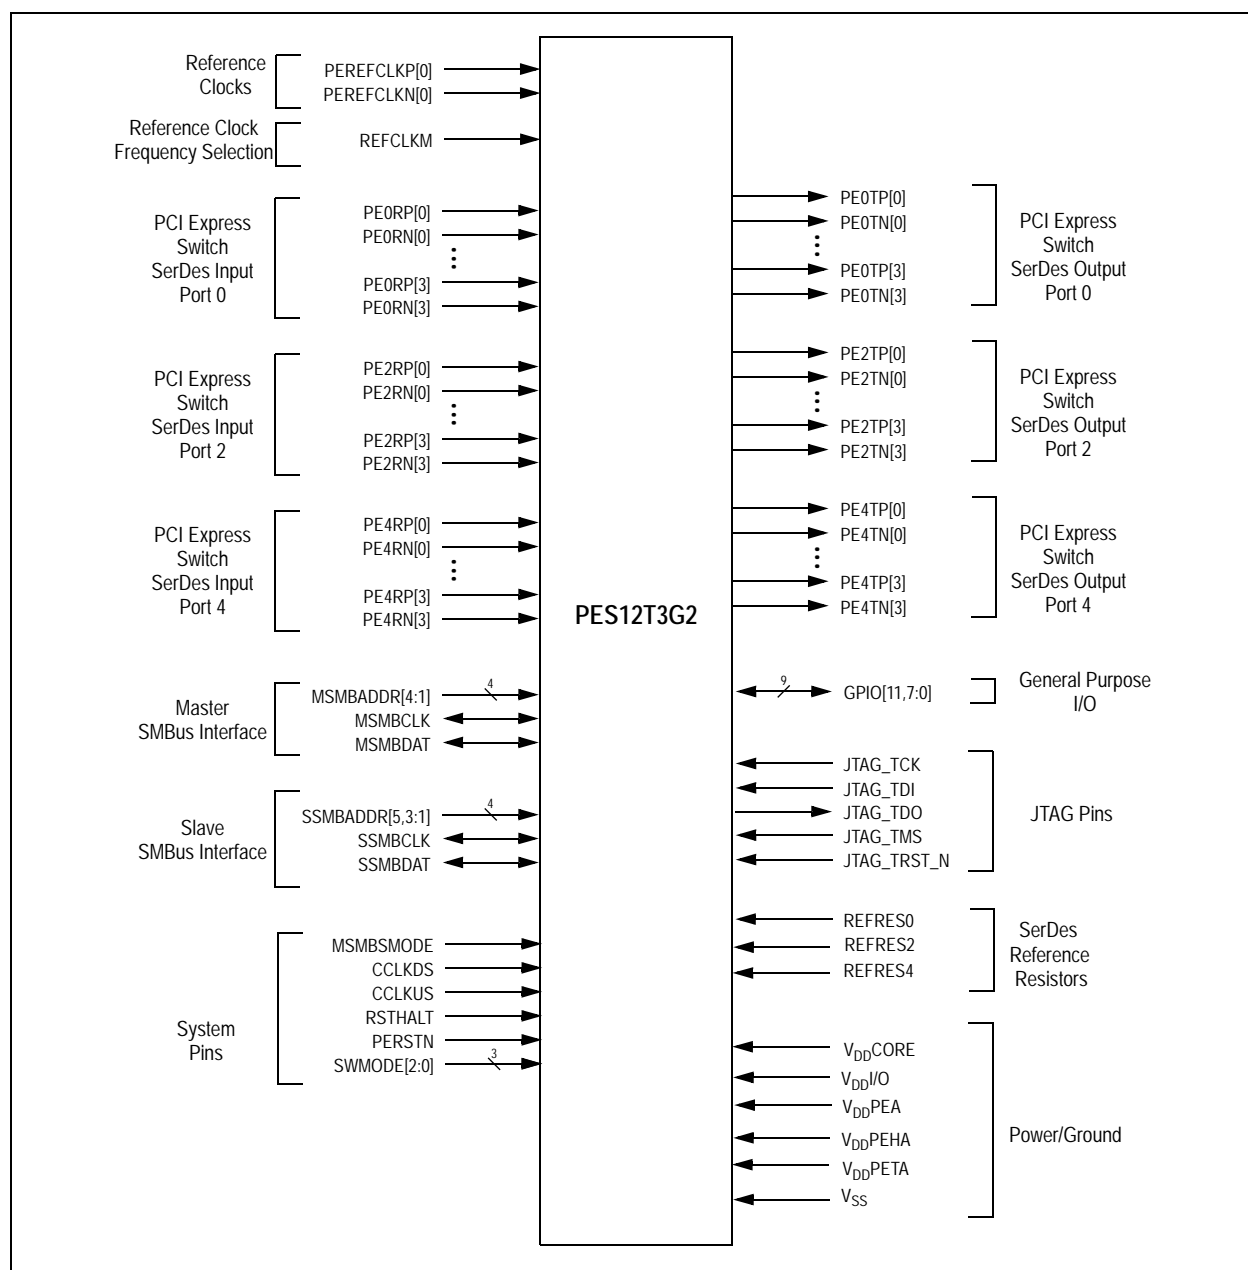 Reference
Clocks
PEREFCLKP[0]
PEREFCLKN[0]
Reference Clock
Frequency Selection
REFCLKM
PCI Express
Switch
SerDes Input
Port 0
PE0RP[0]
PE0RN[0]
PE0RP[3]
PE0RN[3]
PCI Express
Switch
SerDes Input
Port 2
PE2RP[0]
PE2RN[0]
PE2RP[3]
PE2RN[3]
PCI Express
Switch
SerDes Input
Port 4
PE4RP[0]
PE4RN[0]
PE4RP[3]
PE4RN[3]
Master
SMBus Interface
MSMBADDR[4:1]
4
MSMBCLK
MSMBDAT
Slave
SMBus Interface
SSMBADDR[5,3:1]
4
SSMBCLK
SSMBDAT
System
Pins
MSMBSMODE
CCLKDS
CCLKUS
RSTHALT
PERSTN
SWMODE[2:0]
3
PES12T3G2
PE0TP[0]
PE0TN[0]
PE0TP[3]
PE0TN[3]
PCI Express
Switch
SerDes Output
Port 0
PE2TP[0]
PE2TN[0]
PE2TP[3]
PE2TN[3]
PCI Express
Switch
SerDes Output
Port 2
PE4TP[0]
PE4TN[0]
PE4TP[3]
PE4TN[3]
PCI Express
Switch
SerDes Output
Port 4
9
GPIO[11,7:0]
General Purpose
I/O
JTAG_TCK
JTAG_TDI
JTAG_TDO
JTAG_TMS
JTAG_TRST_N
JTAG Pins
REFRES0
REFRES2
REFRES4
SerDes
Reference
Resistors
VDDCORE
VDDI/O
VDDPEA
VDDPEHA
VDDPETA
VSS
Power/Ground